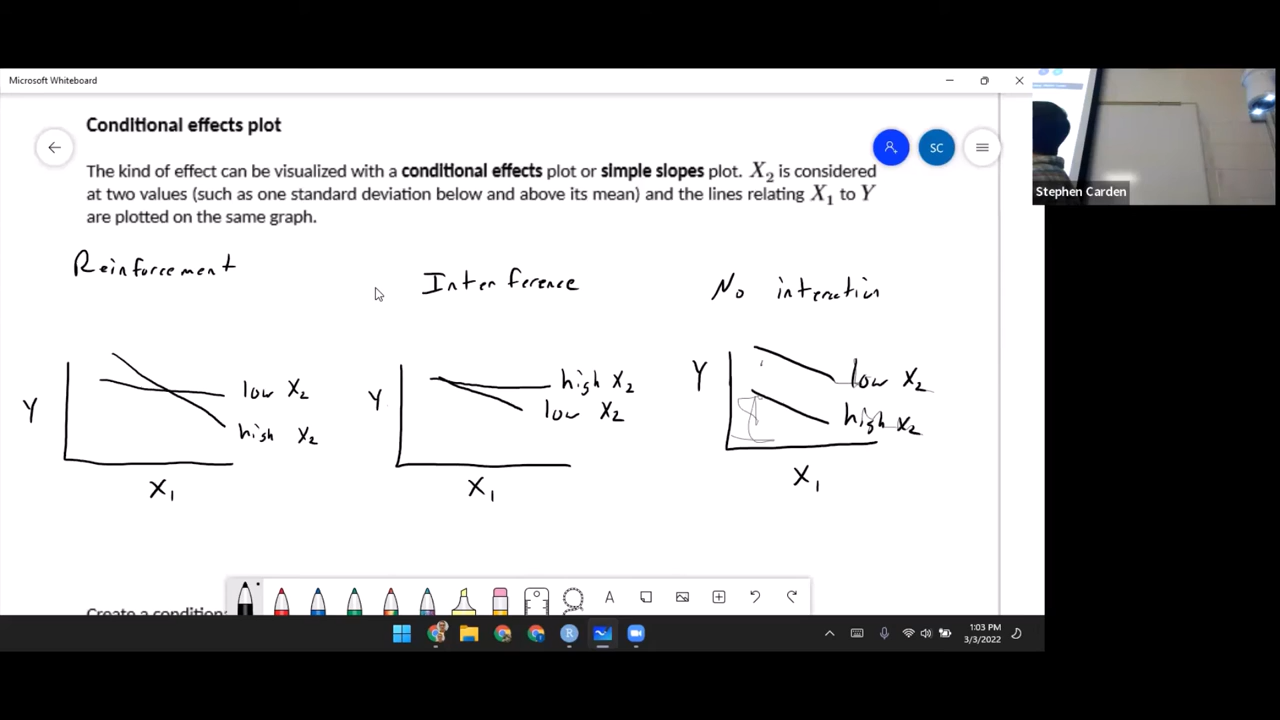 Microsoft Whiteboard
Conditional effects plot
The kind of effect can be visualized with a conditional effects plot or simple slopes plot. X₂ is considered
at two values (such as one standard deviation below and above its mean) and the lines relating X₁ to Y
are plotted on the same graph.
SC
Stephen Carden
Reinforcement
Interference
No interaction
Y
low X₂
high X₂
X₁
Y
high X₂
low X₂
X₁
Y
low X₂
high X₂
X₁
Create a conditiona
A
1:03 PM
3/3/2022